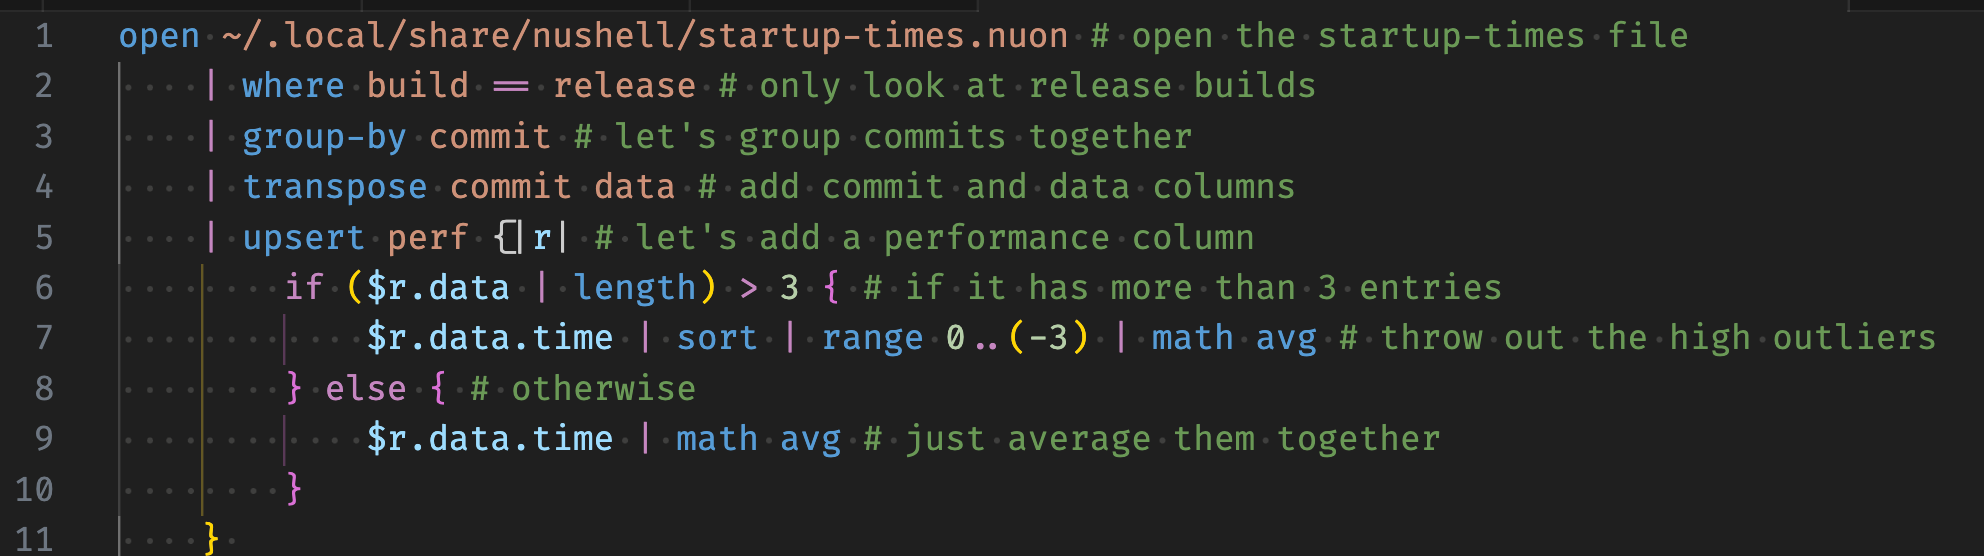 1 open ~/.local/share/nushell/startup-times.nuon # open the startup-times file
2 | where build == release # only look at release builds
3 | group-by commit # let's group commits together
4 | transpose commit data # add commit and data columns
5 | upsert perf {|r| # let's add a performance column
6 if ($r.data | length) > 3 { # if it has more than 3 entries
7 $r.data.time | sort | range 0..(-3) | math avg # throw out the high outliers
8 } else { # otherwise
9 $r.data.time | math avg # just average them together
10 }
11 }